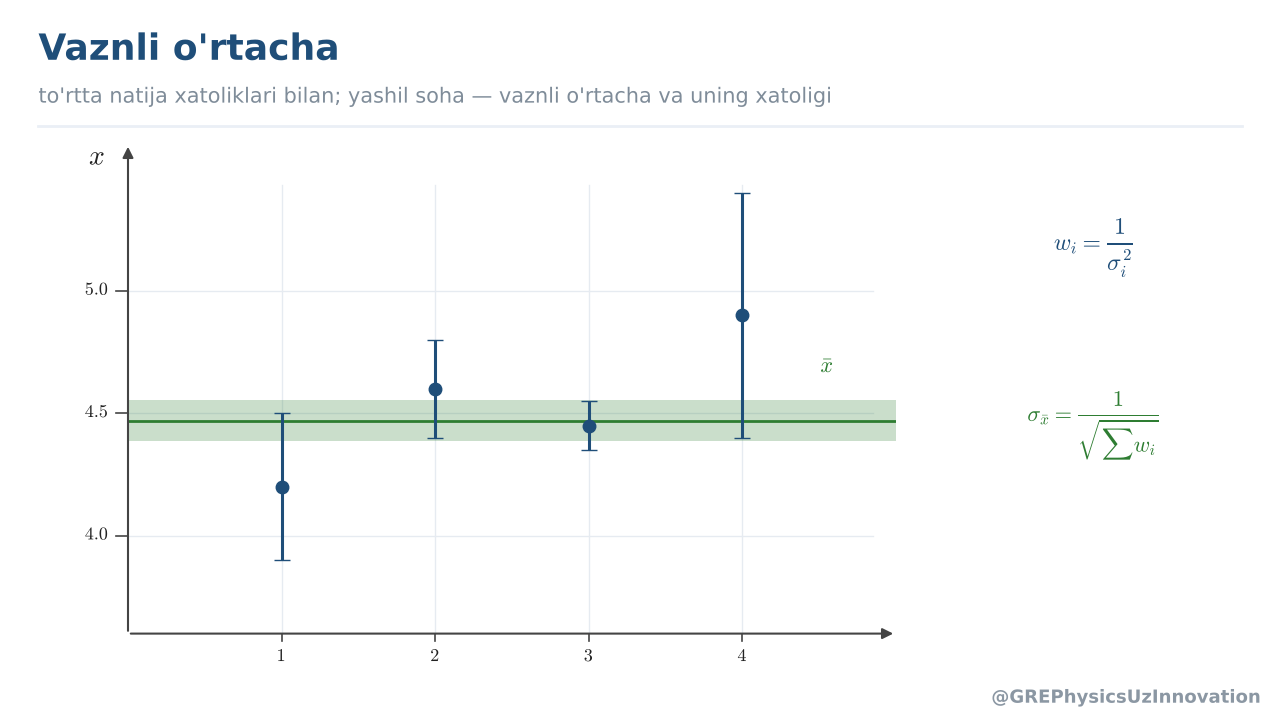 Vaznli o'rtacha
to'rtta natija xatoliklari bilan; yashil soha — vaznli o'rtacha va uning xatoligi
x
5.0
4.5
4.0
1 2 3 4
x̄
w_i = 1/σ_i^2
σ_x̄ = 1/√∑w_i
@GREPhysicsUzInnovation